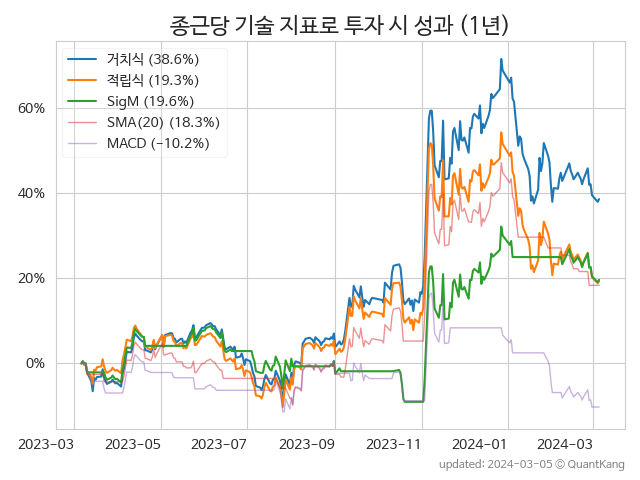 종근당 기술 지표로 투자 시 성과 (1년)
거치식 (38.6%)
적립식 (19.3%)
SigM (19.6%)
SMA(20) (18.3%)
MACD (-10.2%)
60%
40%
20%
0%
2023-03 2023-05 2023-07 2023-09 2023-11 2024-01 2024-03
updated: 2024-03-05 ⓒ QuantKang